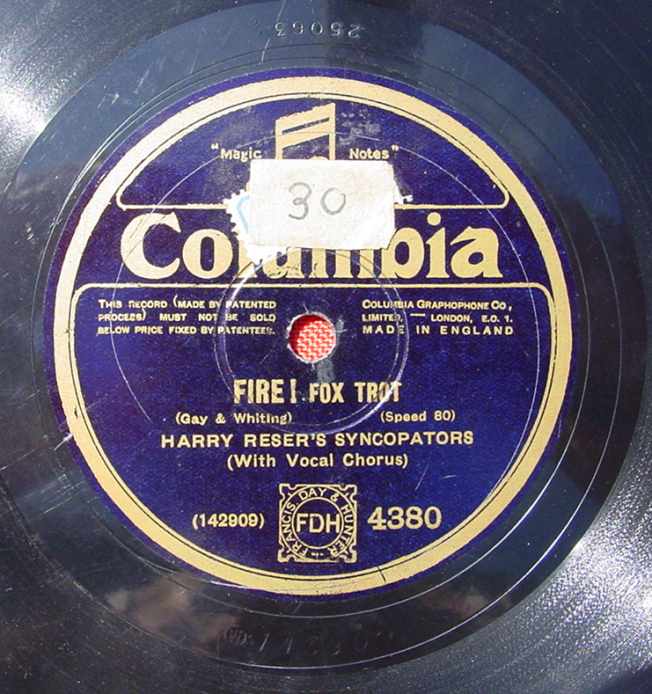 25063
"Magic Notes"
30
Columbia
THIS RECORD (MADE BY PATENTED
PROCESS) MUST NOT BE SOLD
BELOW PRICE FIXED BY PATENTEES.
COLUMBIA GRAPHOPHONE CO.,
LIMITED. — LONDON, E.C. 1.
MADE IN ENGLAND
FIRE! FOX TROT
(Gay & Whiting) (Speed 80)
HARRY RESER'S SYNCOPATORS
(With Vocal Chorus)
(142909)
FRANCIS, DAY & HUNTER
FDH
4380